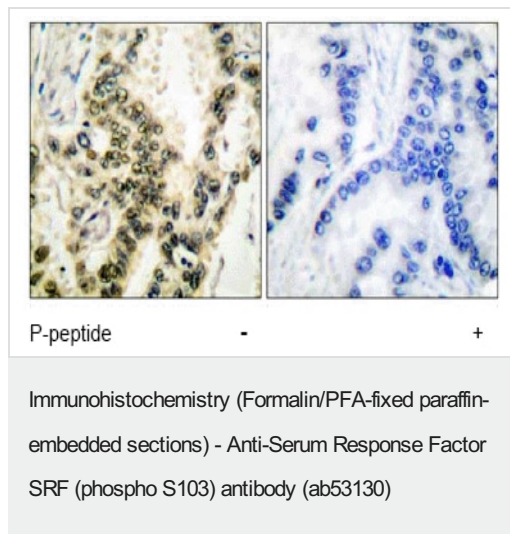 P-peptide - +
Immunohistochemistry (Formalin/PFA-fixed paraffin-
embedded sections) - Anti-Serum Response Factor
SRF (phospho S103) antibody (ab53130)